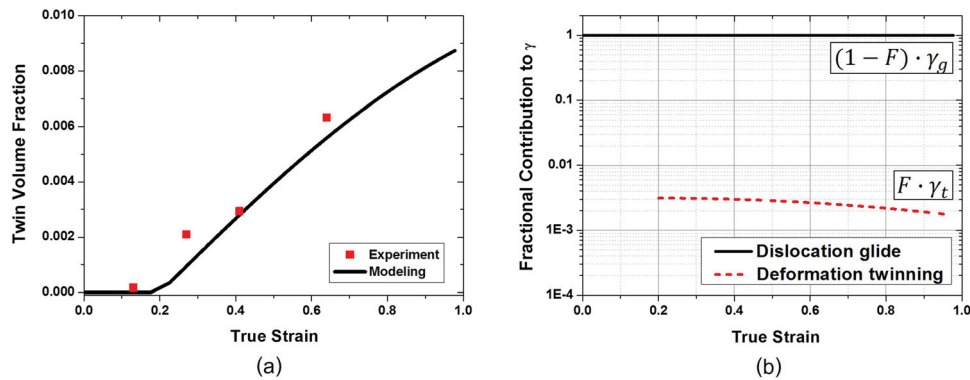 0.010
0.008
0.006
0.004
0.002
0.000
Twin Volume Fraction
Experiment
Modeling
0.0 0.2 0.4 0.6 0.8 1.0
True Strain
(a)
1
0.1
0.01
1E-3
1E-4
Fractional Contribution to γ
(1 − F) · γg
F · γt
Dislocation glide
Deformation twinning
0.0 0.2 0.4 0.6 0.8 1.0
True Strain
(b)